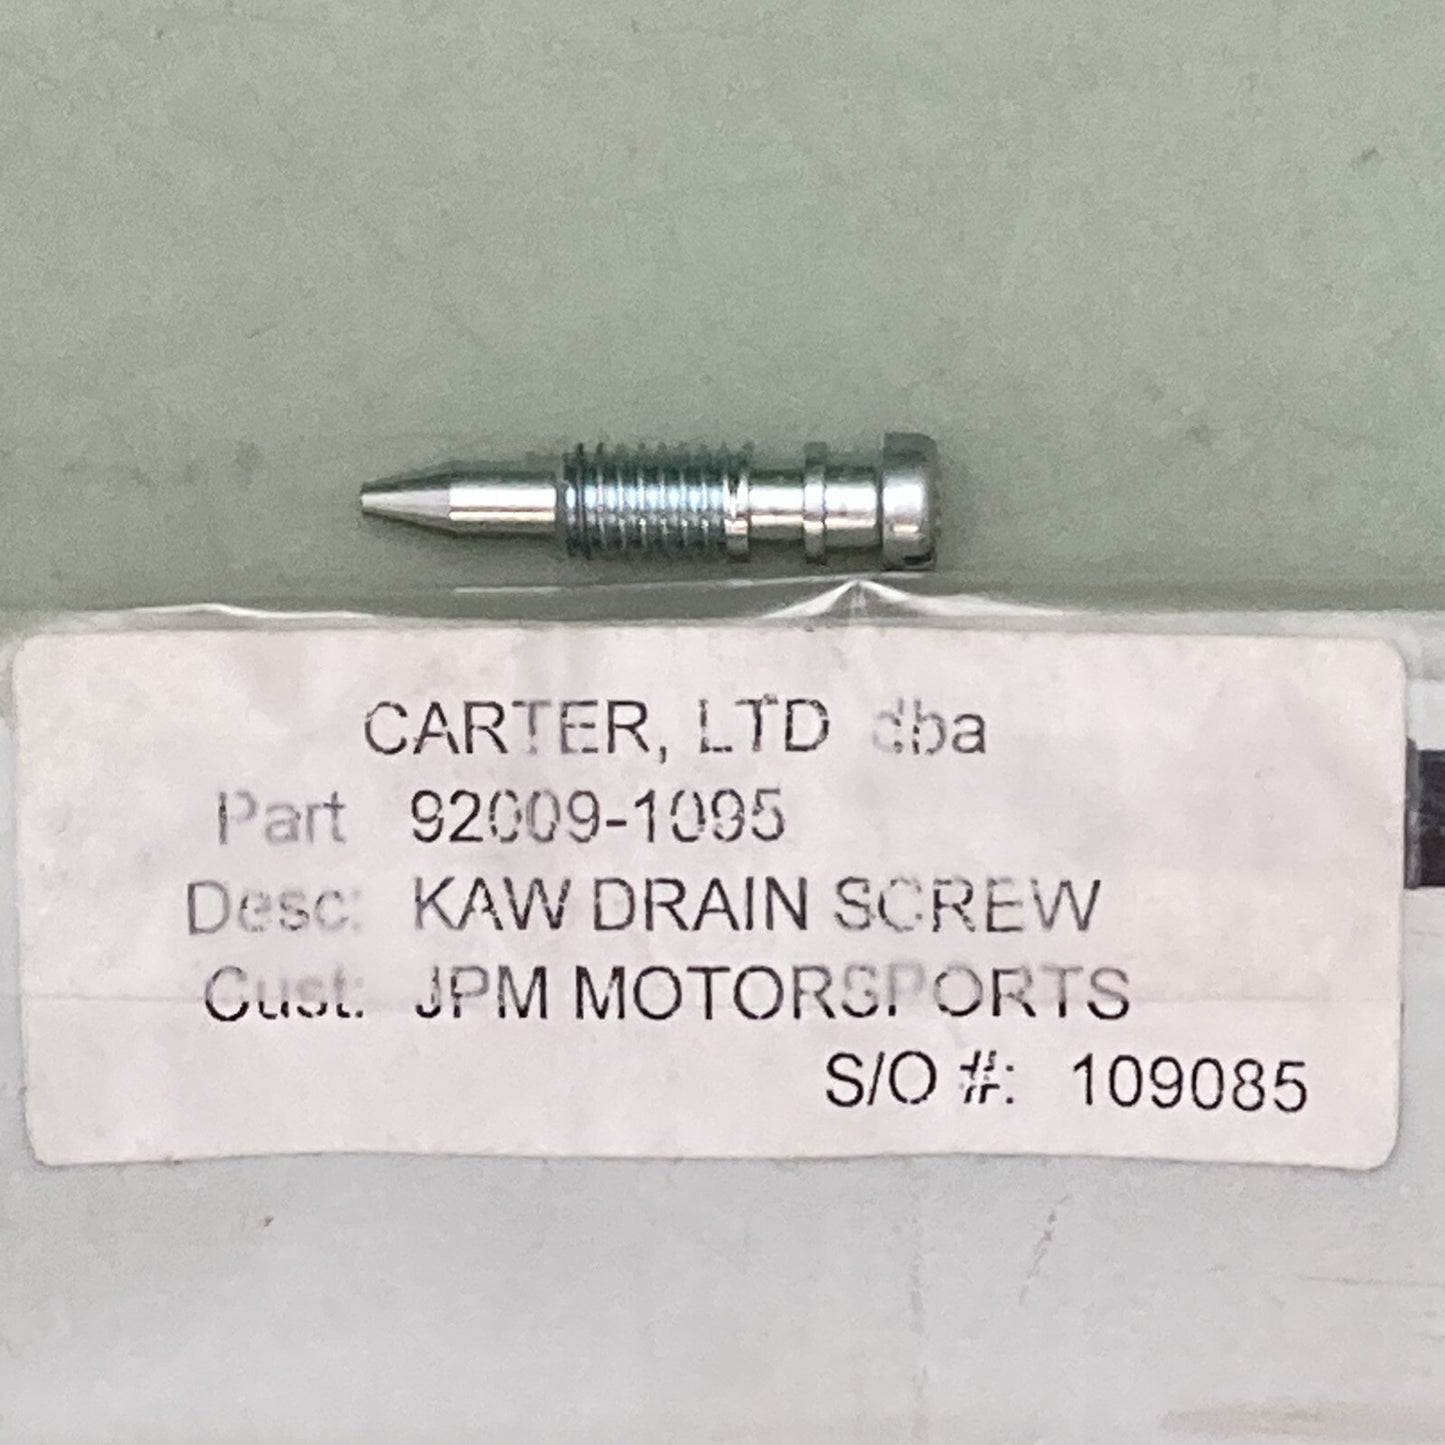 CARTER, LTD dba
Part 92009-1095
Desc: KAW DRAIN SCREW
Cust: JPM MOTORSPORTS
S/O #: 109085